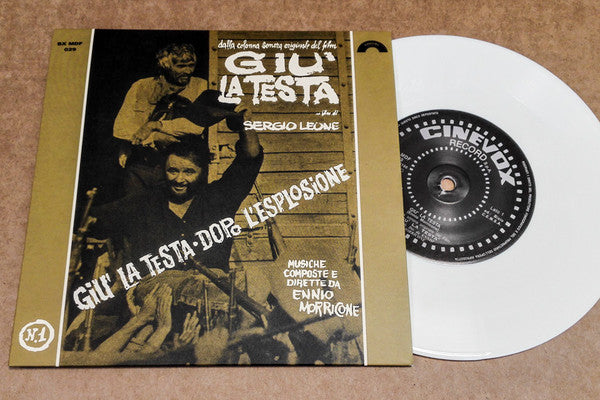 SX MDF
029
dalla colonna sonora originale del film
GIU'
LA TESTA
un film di
SERGIO LEONE
GIU' LA TESTA · DOPO L'ESPLOSIONE
MUSICHE
COMPOSTE E
DIRETTE DA
ENNIO
MORRICONE
N.1
CINEVOX
RECORD